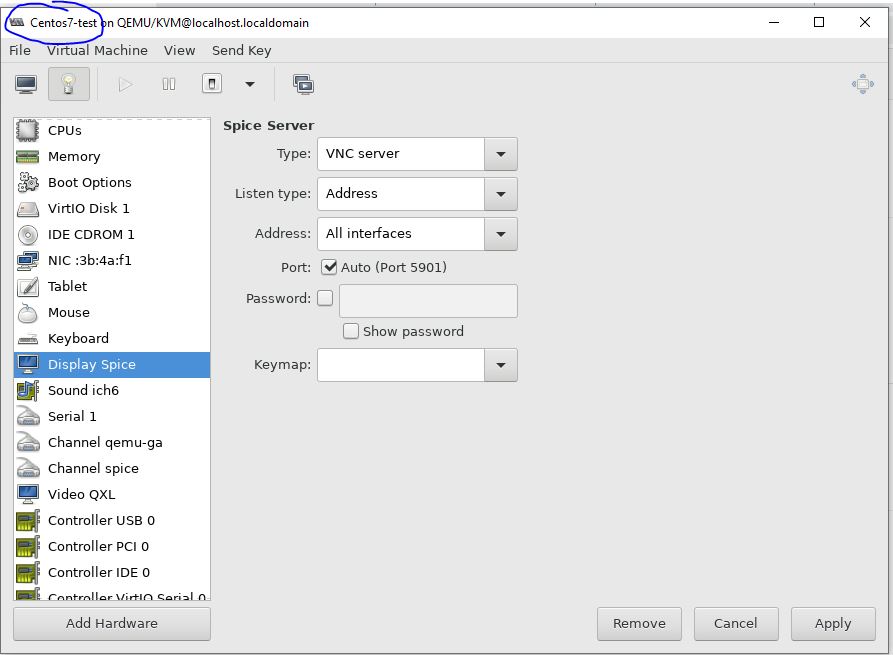 Centos7-test on QEMU/KVM@localhost.localdomain
File Virtual Machine View Send Key
CPUs
Memory
Boot Options
VirtIO Disk 1
IDE CDROM 1
NIC :3b:4a:f1
Tablet
Mouse
Keyboard
Display Spice
Sound ich6
Serial 1
Channel qemu-ga
Channel spice
Video QXL
Controller USB 0
Controller PCI 0
Controller IDE 0
Controller VirtIO Serial 0
Add Hardware
Spice Server
Type: VNC server
Listen type: Address
Address: All interfaces
Port: Auto (Port 5901)
Password:
Show password
Keymap:
Remove Cancel Apply